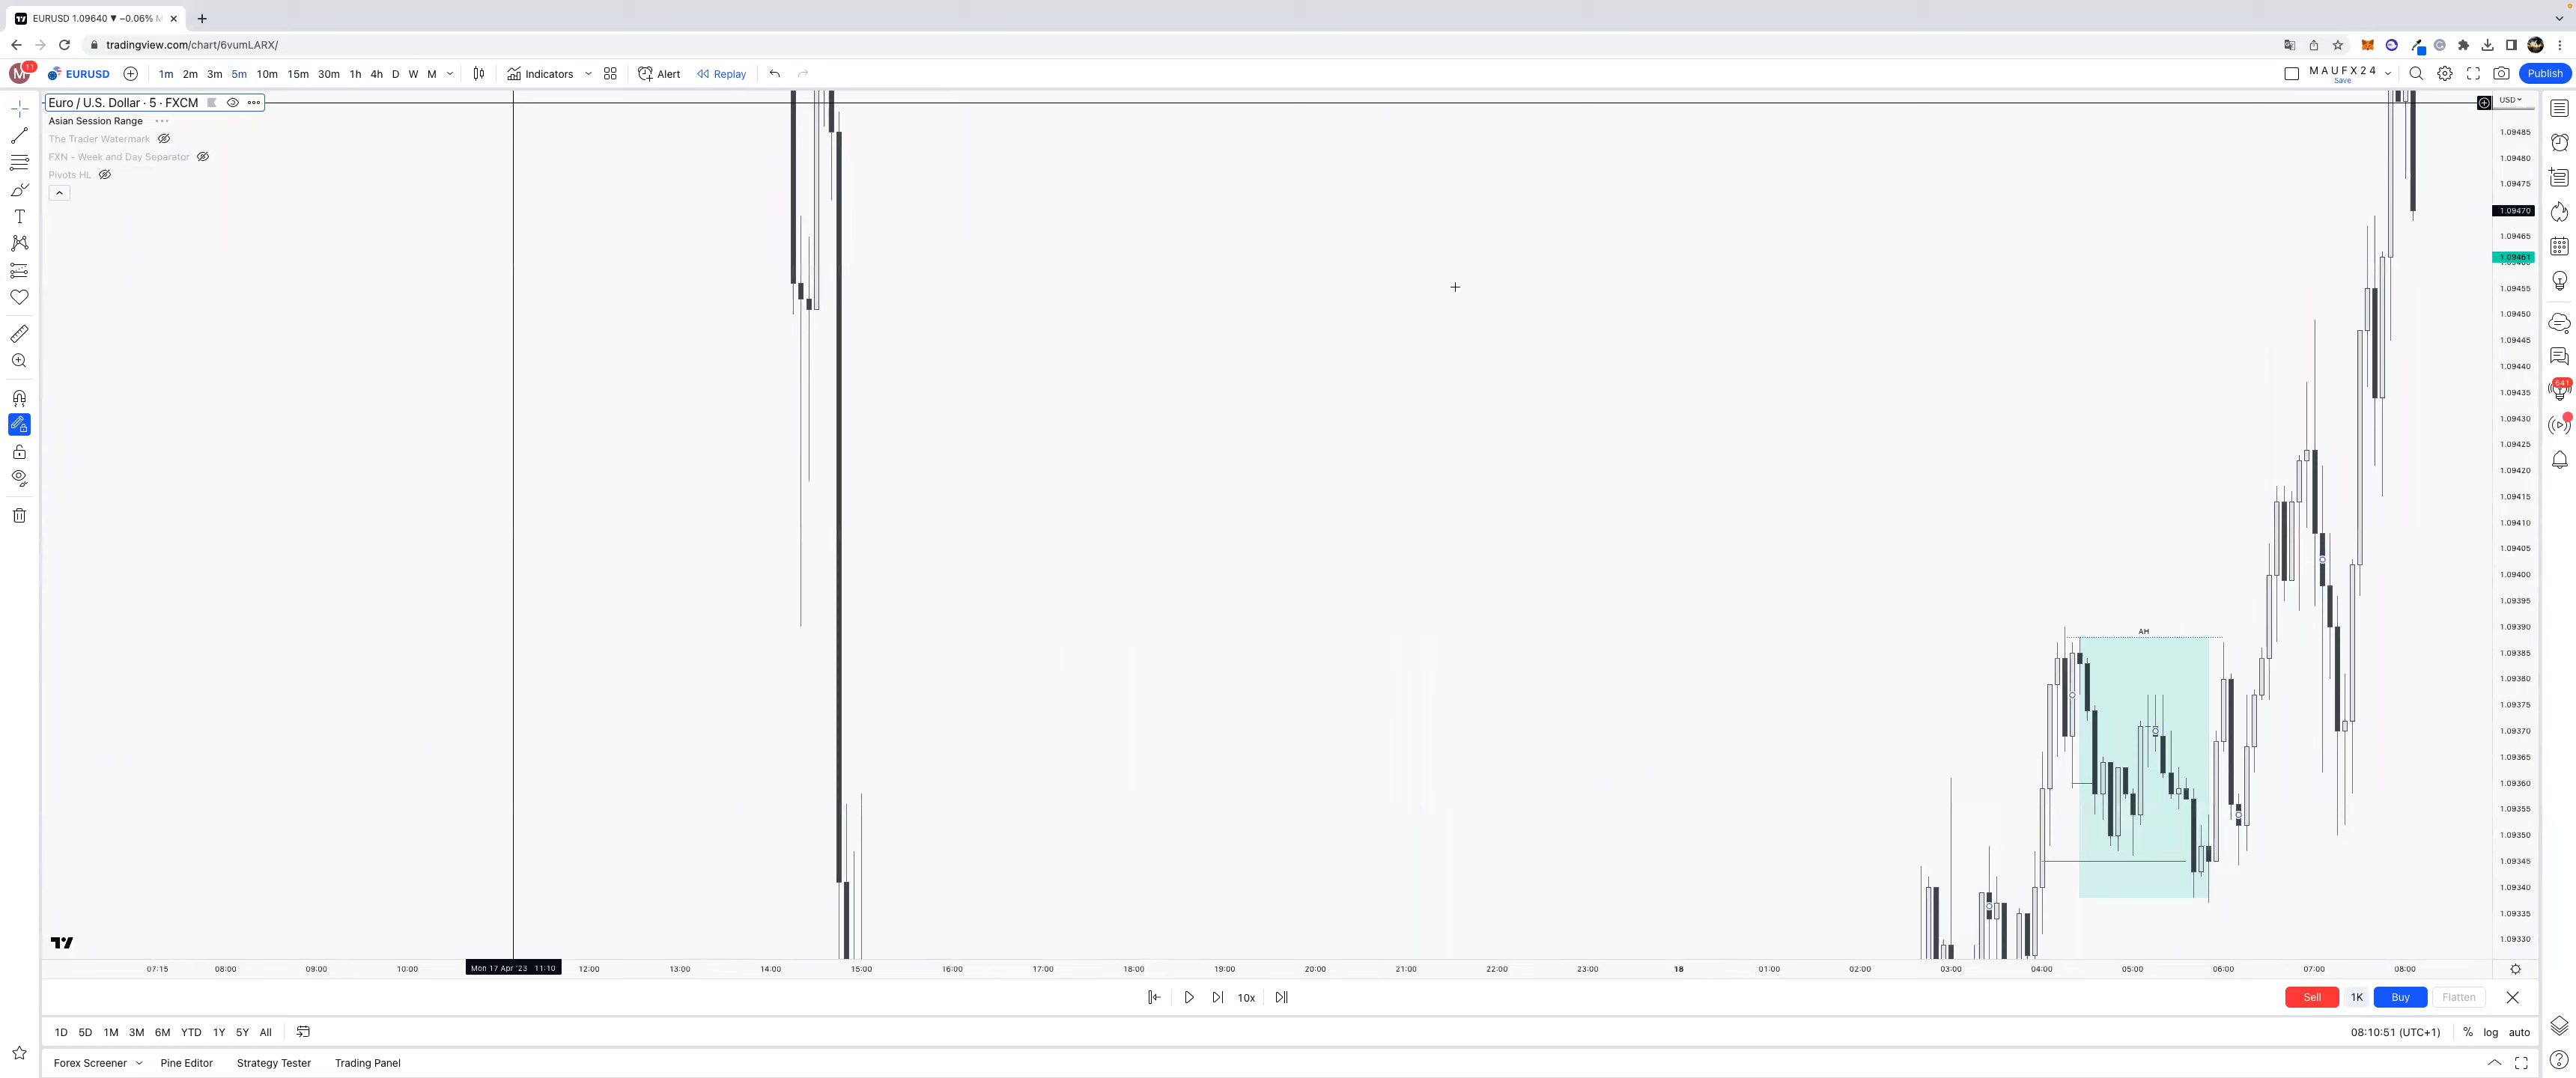 EURUSD 1.09640 ▼ −0.06% M
tradingview.com/chart/6vumLARX/
M 11 EURUSD 1m 2m 3m 5m 10m 15m 30m 1h 4h D W M Indicators Alert Replay MAUFX24 Save Publish
Euro / U.S. Dollar · 5 · FXCM
Asian Session Range
The Trader Watermark
FXN - Week and Day Separator
Pivots HL
USD
1.09485
1.09480
1.09475
1.09470
1.09465
1.09461
1.09455
1.09450
1.09445
1.09440
1.09435
1.09430
1.09425
1.09420
1.09415
1.09410
1.09405
1.09400
1.09395
1.09390
1.09385
1.09380
1.09375
1.09370
1.09365
1.09360
1.09355
1.09350
1.09345
1.09340
1.09335
1.09330
641
AH
07:15 08:00 09:00 10:00 Mon 17 Apr '23 11:10 12:00 13:00 14:00 15:00 16:00 17:00 18:00 19:00 20:00 21:00 22:00 23:00 18 01:00 02:00 03:00 04:00 05:00 06:00 07:00 08:00
10x Sell 1K Buy Flatten
1D 5D 1M 3M 6M YTD 1Y 5Y All 08:10:51 (UTC+1) % log auto
Forex Screener Pine Editor Strategy Tester Trading Panel